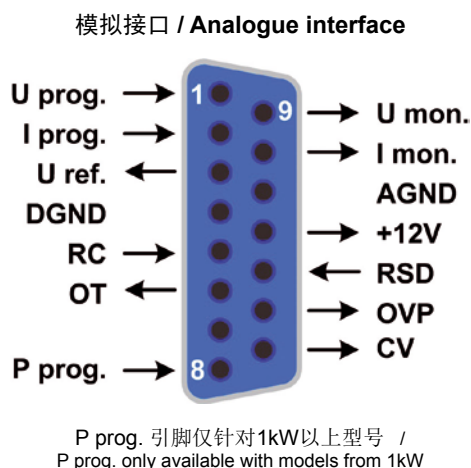 模拟接口 / Analogue interface
U prog.
I prog.
U ref.
DGND
RC
OT
P prog.
1
9
8
U mon.
I mon.
AGND
+12V
RSD
OVP
CV
P prog. 引脚仅针对1kW以上型号 /
P prog. only available with models from 1kW